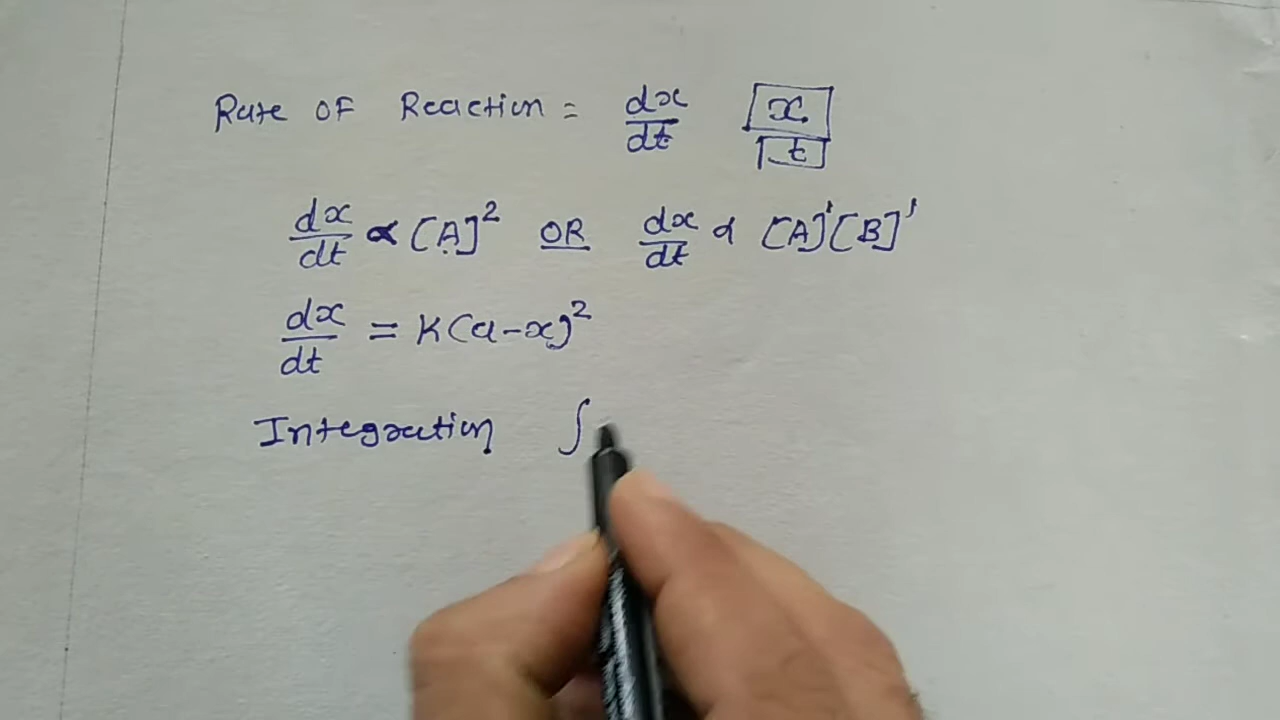 Rate OF Reaction = dx/dt x/t
dx/dt ∝ [A]² OR dx/dt ∝ [A]¹[B]¹
dx/dt = K(a-x)²
Integration ∫